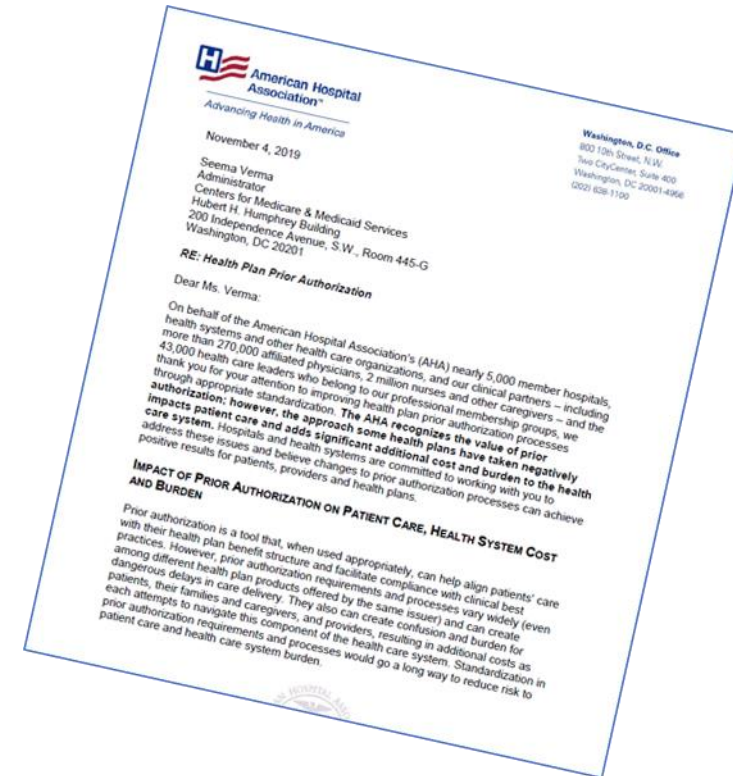 American Hospital
Association™
Advancing Health in America
Washington, D.C. Office
800 10th Street, N.W.
Two CityCenter, Suite 400
Washington, DC 20001-4956
(202) 638-1100
November 4, 2019
Seema Verma
Administrator
Centers for Medicare & Medicaid Services
Hubert H. Humphrey Building
200 Independence Avenue, S.W., Room 445-G
Washington, DC 20201
RE: Health Plan Prior Authorization
Dear Ms. Verma:
On behalf of the American Hospital Association's (AHA) nearly 5,000 member hospitals,
health systems and other health care organizations, and our clinical partners – including
more than 270,000 affiliated physicians, 2 million nurses and other caregivers – and the
43,000 health care leaders who belong to our professional membership groups, we
thank you for your attention to improving health plan prior authorization processes
through appropriate standardization. The AHA recognizes the value of prior
authorization; however, the approach some health plans have taken negatively
impacts patient care and adds significant additional cost and burden to the health
care system. Hospitals and health systems are committed to working with you to
address these issues and believe changes to prior authorization processes can achieve
positive results for patients, providers and health plans.
IMPACT OF PRIOR AUTHORIZATION ON PATIENT CARE, HEALTH SYSTEM COST
AND BURDEN
Prior authorization is a tool that, when used appropriately, can help align patients' care
with their health plan benefit structure and facilitate compliance with clinical best
practices. However, prior authorization requirements and processes vary widely (even
among different health plan products offered by the same issuer) and can create
dangerous delays in care delivery. They also can create confusion and burden for
patients, their families and caregivers, and providers, resulting in additional costs as
each attempts to navigate this component of the health care system. Standardization in
prior authorization requirements and processes would go a long way to reduce risk to
patient care and health care system burden.